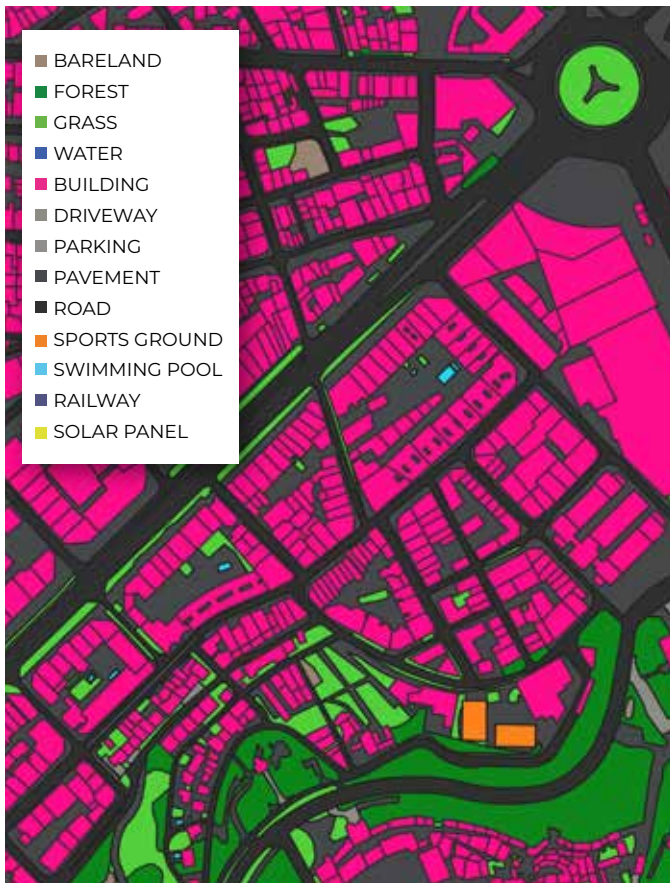 BARELAND
FOREST
GRASS
WATER
BUILDING
DRIVEWAY
PARKING
PAVEMENT
ROAD
SPORTS GROUND
SWIMMING POOL
RAILWAY
SOLAR PANEL